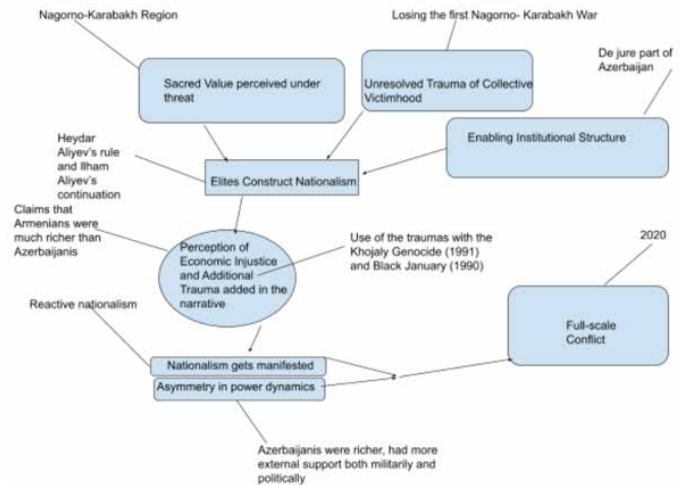 Nagorno-Karabakh Region
Losing the first Nagorno- Karabakh War
De jure part of
Azerbaijan
Sacred Value perceived under
threat
Unresolved Trauma of Collective
Victimhood
Enabling Institutional Structure
Heydar
Aliyev's rule
and Ilham
Aliyev's
continuation
Elites Construct Nationalism
Claims that
Armenians were
much richer than
Azerbaijanis
Perception of
Economic Injustice
and Additional
Trauma added in the
narrative
Use of the traumas with the
Khojaly Genocide (1991)
and Black January (1990)
2020
Reactive nationalism
Full-scale
Conflict
Nationalism gets manifested
Asymmetry in power dynamics
Azerbaijanis were richer, had more
external support both militarily and
politically